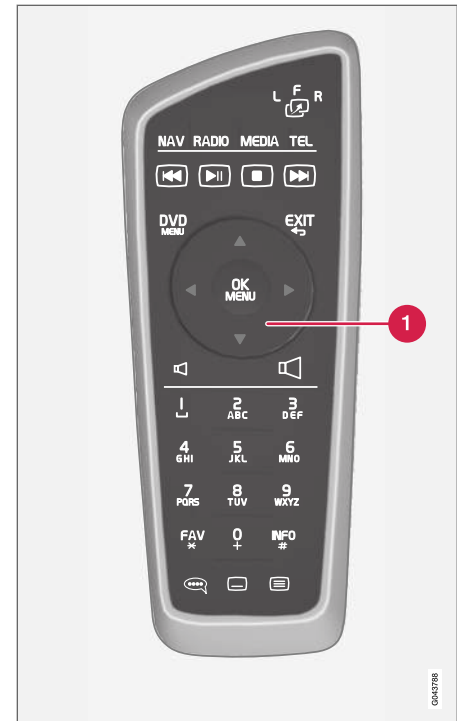 L F R
NAV RADIO MEDIA TEL
DVD EXIT
MENU
OK
MENU
1
1 2 3
ABC DEF
4 5 6
GHI JKL MNO
7 8 9
PQRS TUV WXYZ
FAV 0 INFO
* + #
G043788